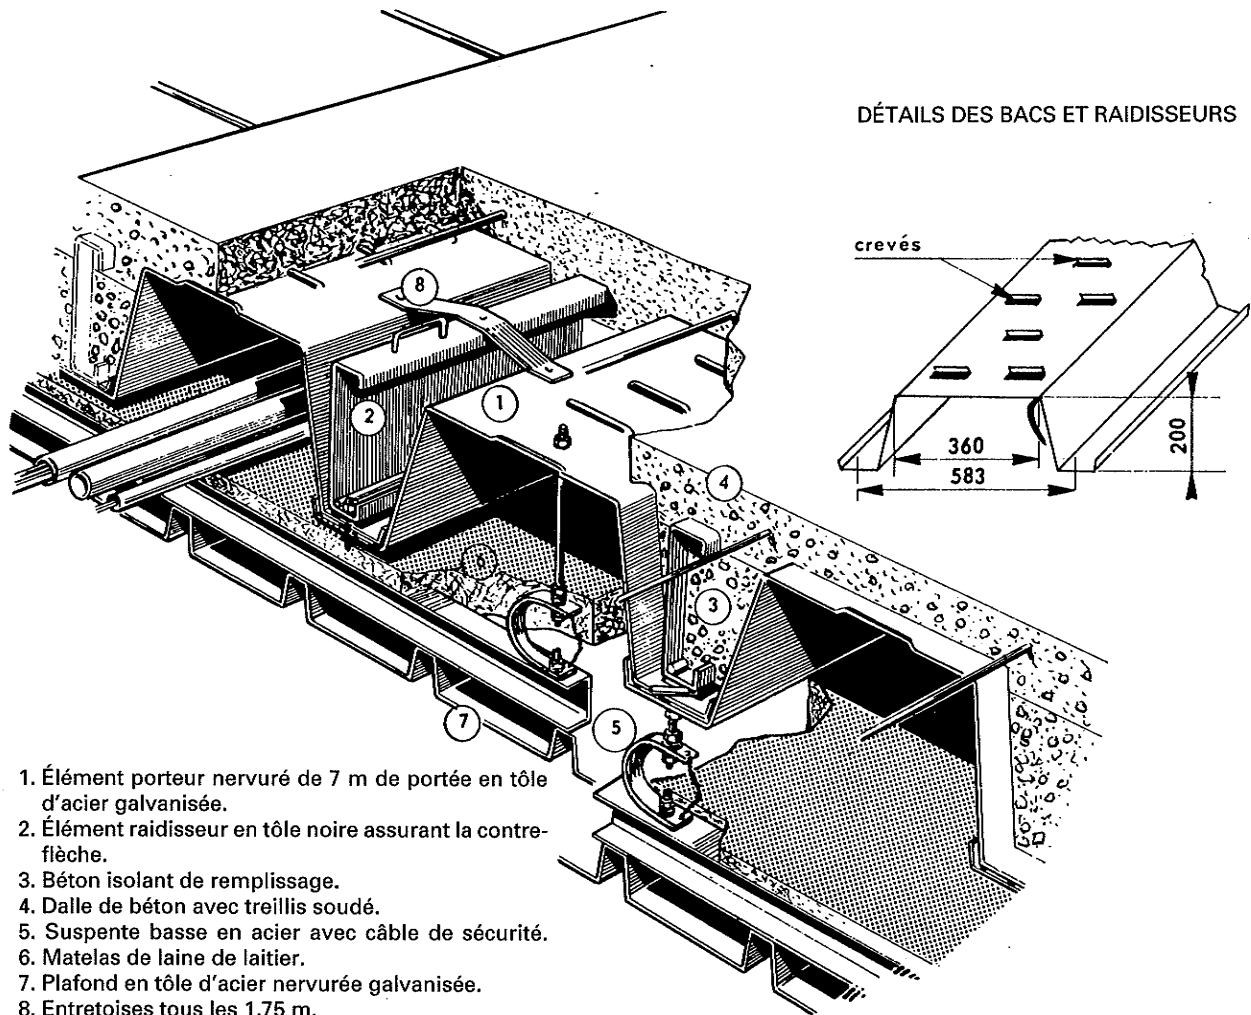 DÉTAILS DES BACS ET RAIDISSEURS
crevés
8
2
1
360
583
200
4
6
3
7
5
1. Élément porteur nervuré de 7 m de portée en tôle
d'acier galvanisée.
2. Élément raidisseur en tôle noire assurant la contre-
flèche.
3. Béton isolant de remplissage.
4. Dalle de béton avec treillis soudé.
5. Suspente basse en acier avec câble de sécurité.
6. Matelas de laine de laitier.
7. Plafond en tôle d'acier nervurée galvanisée.
8. Entretoises tous les 1,75 m.